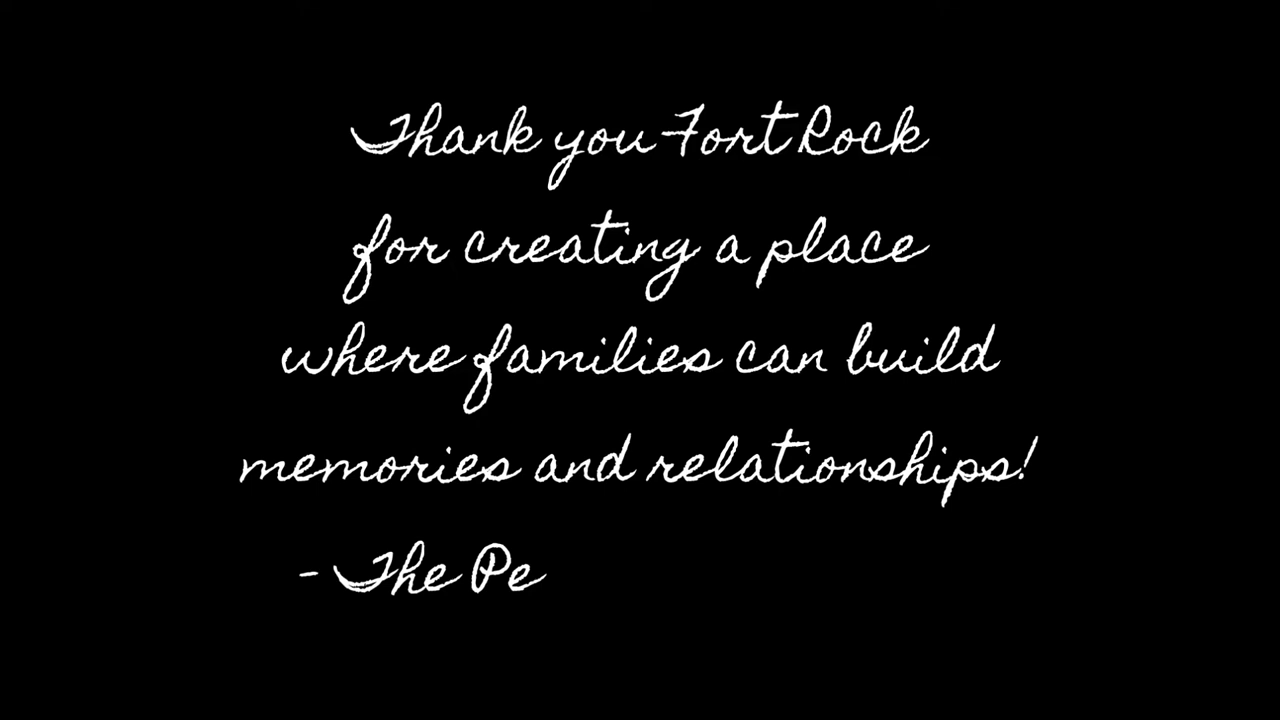 Thank you Fort Rock
for creating a place
where families can build
memories and relationships!
- The Pe